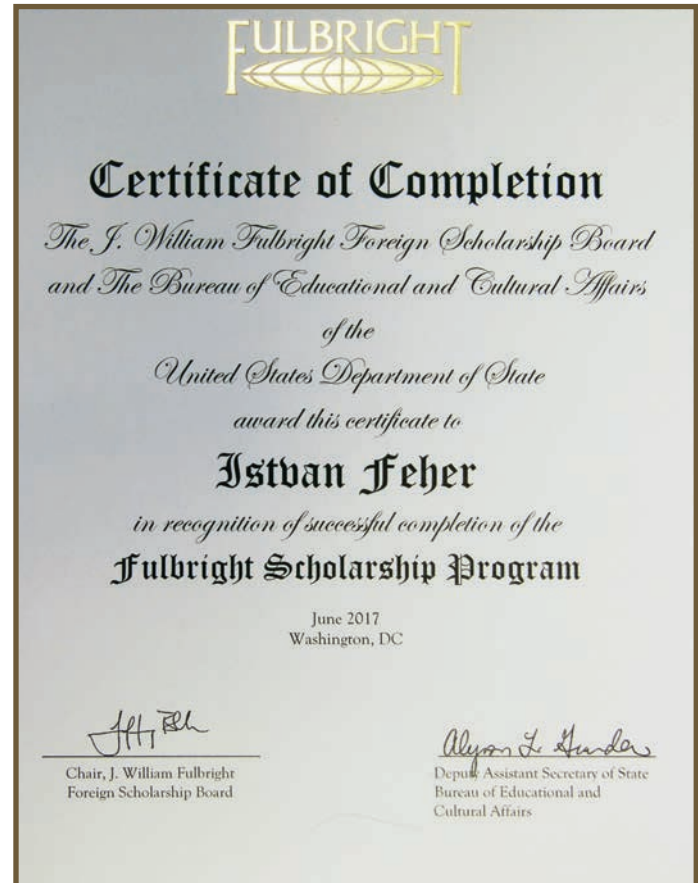 FULBRIGHT
Certificate of Completion
The J. William Fulbright Foreign Scholarship Board
and The Bureau of Educational and Cultural Affairs
of the
United States Department of State
award this certificate to
Istvan Feher
in recognition of successful completion of the
Fulbright Scholarship Program
June 2017
Washington, DC
Chair, J. William Fulbright
Foreign Scholarship Board
Deputy Assistant Secretary of State
Bureau of Educational and
Cultural Affairs